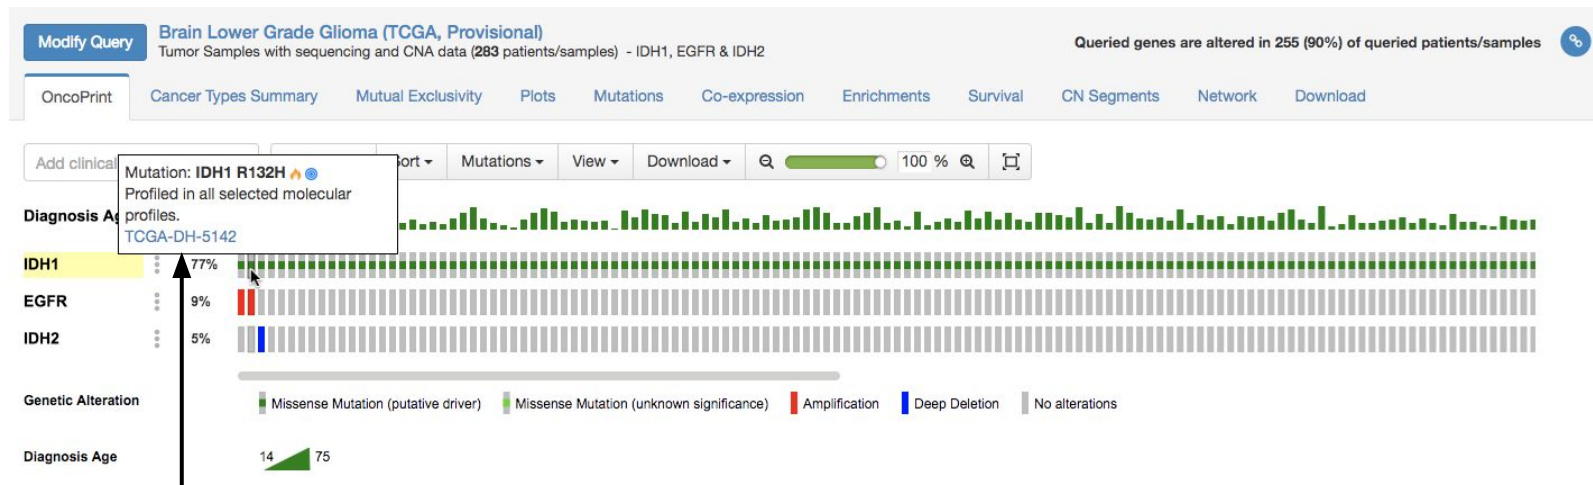 Modify Query
Brain Lower Grade Glioma (TCGA, Provisional)
Tumor Samples with sequencing and CNA data (283 patients/samples) - IDH1, EGFR & IDH2
Queried genes are altered in 255 (90%) of queried patients/samples
OncoPrint Cancer Types Summary Mutual Exclusivity Plots Mutations Co-expression Enrichments Survival CN Segments Network Download
Add clinical Sort Mutations View Download 100 %
Mutation: IDH1 R132H
Profiled in all selected molecular
profiles.
TCGA-DH-5142
Diagnosis Ag
IDH1 77%
EGFR 9%
IDH2 5%
Genetic Alteration Missense Mutation (putative driver) Missense Mutation (unknown significance) Amplification Deep Deletion No alterations
Diagnosis Age 14 75